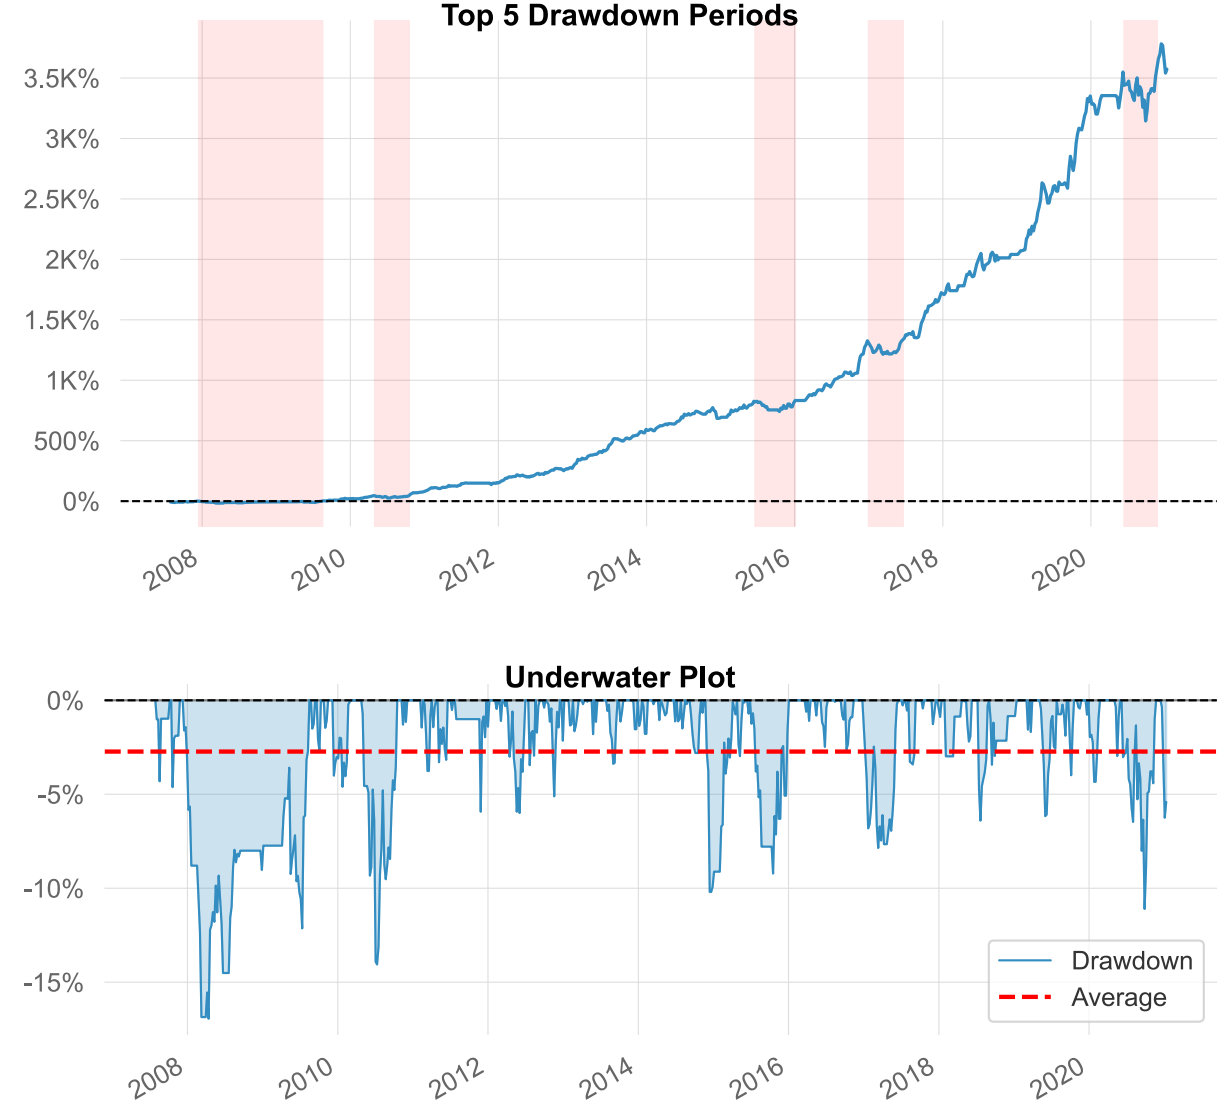 Top 5 Drawdown Periods
3.5K%
3K%
2.5K%
2K%
1.5K%
1K%
500%
0%
2008 2010 2012 2014 2016 2018 2020
Underwater Plot
0%
-5%
-10%
-15%
Drawdown
Average
2008 2010 2012 2014 2016 2018 2020